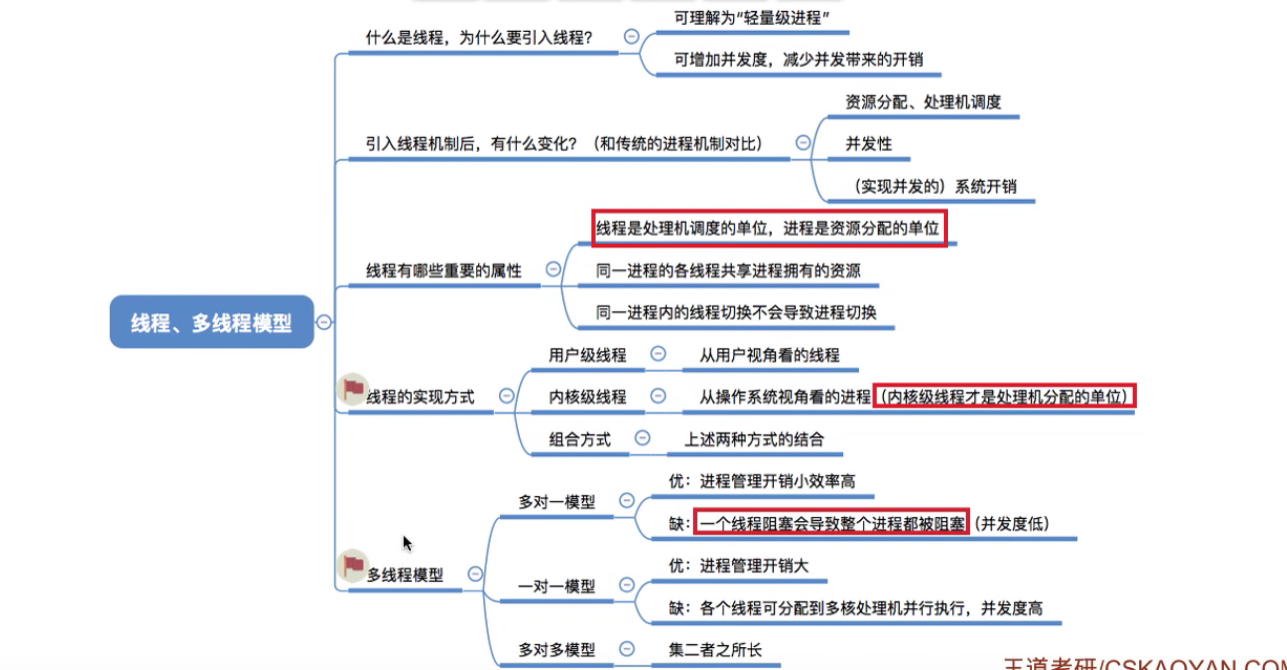 什么是线程，为什么要引入线程？
可理解为“轻量级进程”
可增加并发度，减少并发带来的开销
引入线程机制后，有什么变化？（和传统的进程机制对比）
资源分配、处理机调度
并发性
（实现并发的）系统开销
线程有哪些重要的属性
线程是处理机调度的单位，进程是资源分配的单位
同一进程的各线程共享进程拥有的资源
同一进程内的线程切换不会导致进程切换
线程、多线程模型
线程的实现方式
用户级线程
从用户视角看的线程
内核级线程
从操作系统视角看的进程（内核级线程才是处理机分配的单位）
组合方式
上述两种方式的结合
多线程模型
多对一模型
优：进程管理开销小效率高
缺：一个线程阻塞会导致整个进程都被阻塞（并发度低）
一对一模型
优：进程管理开销大
缺：各个线程可分配到多核处理机并行执行，并发度高
多对多模型
集二者之所长
王道考研/CSKAOYAN.COM